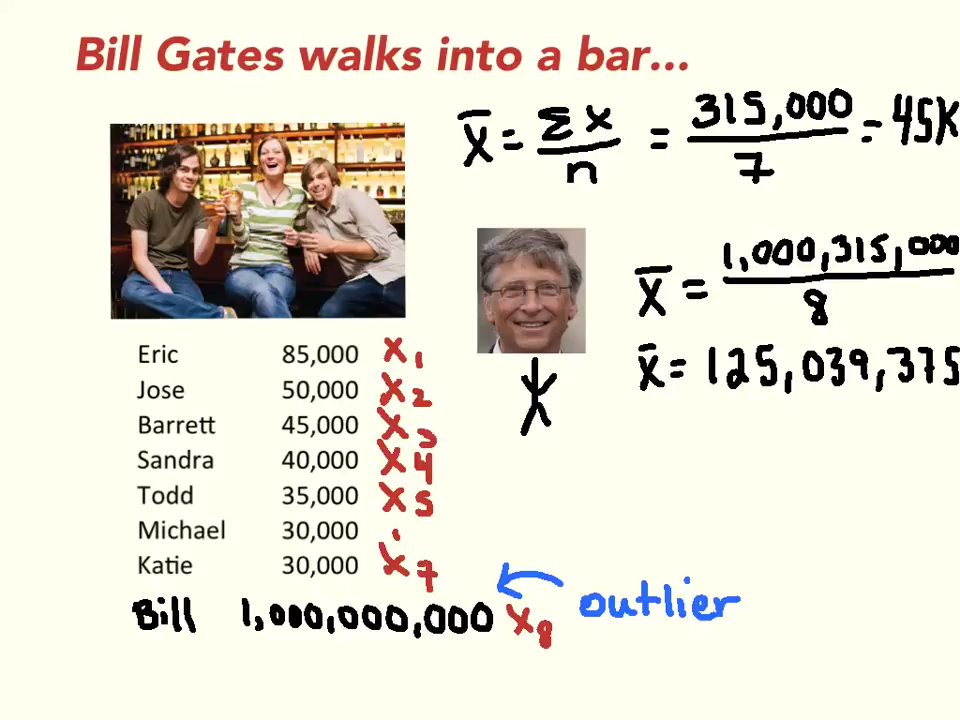 Bill Gates walks into a bar...
x̄ = Σx / n = 315,000 / 7 = 45K
x̄ = 1,000,315,000 / 8
x̄ = 125,039,375
Eric 85,000 x₁
Jose 50,000 x₂
Barrett 45,000 x₃
Sandra 40,000 x₄
Todd 35,000 x₅
Michael 30,000 .
Katie 30,000 x₇
Bill 1,000,000,000 x₈
outlier